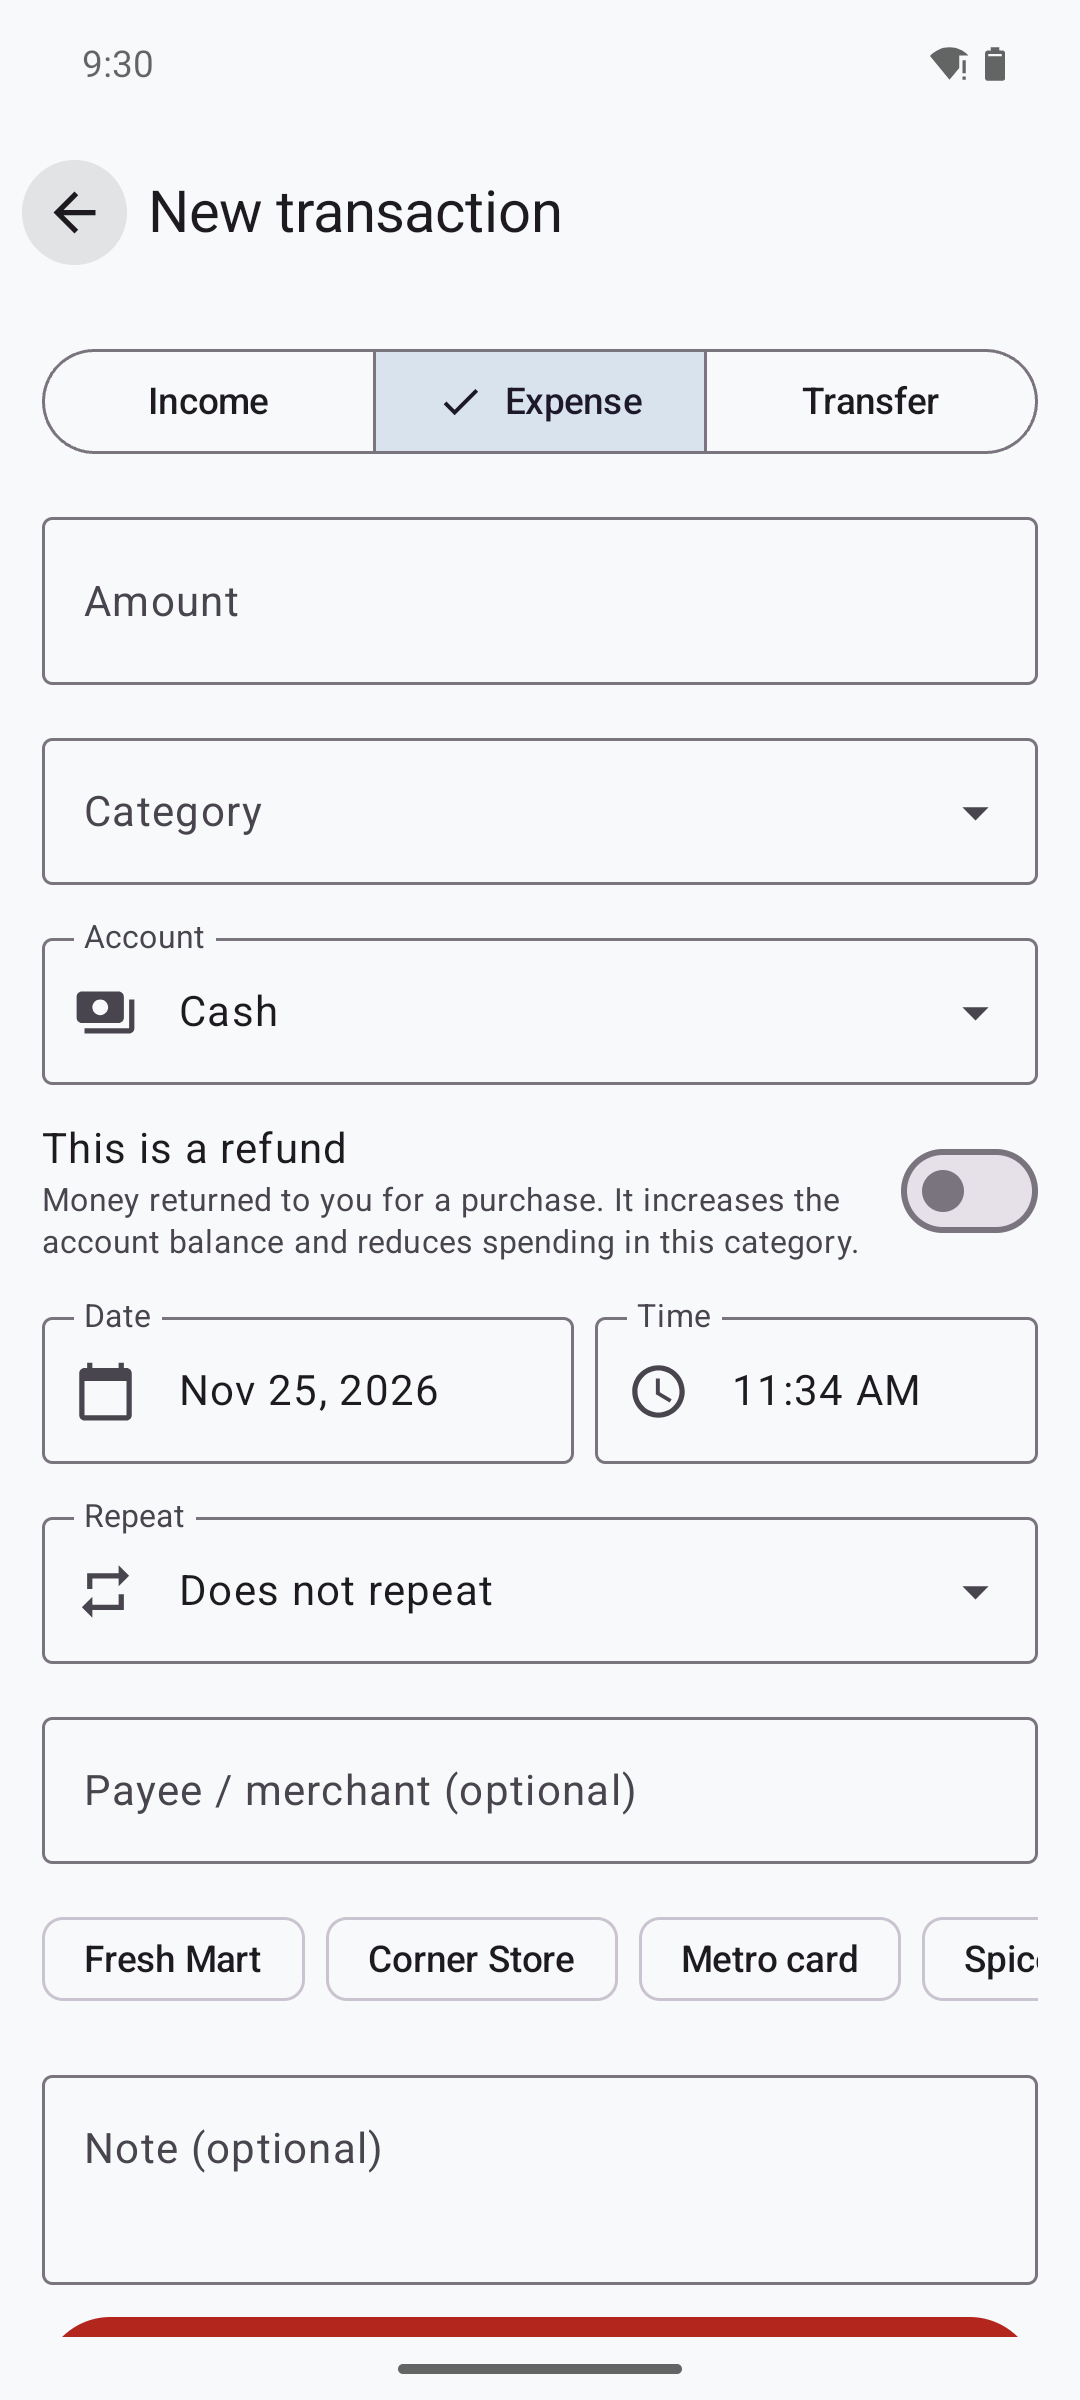 9:30
New transaction
Income
Expense
Transfer
Amount
Category
Account
Cash
This is a refund
Money returned to you for a purchase. It increases the
account balance and reduces spending in this category.
Date
Nov 25, 2026
Time
11:34 AM
Repeat
Does not repeat
Payee / merchant (optional)
Fresh Mart
Corner Store
Metro card
Note (optional)